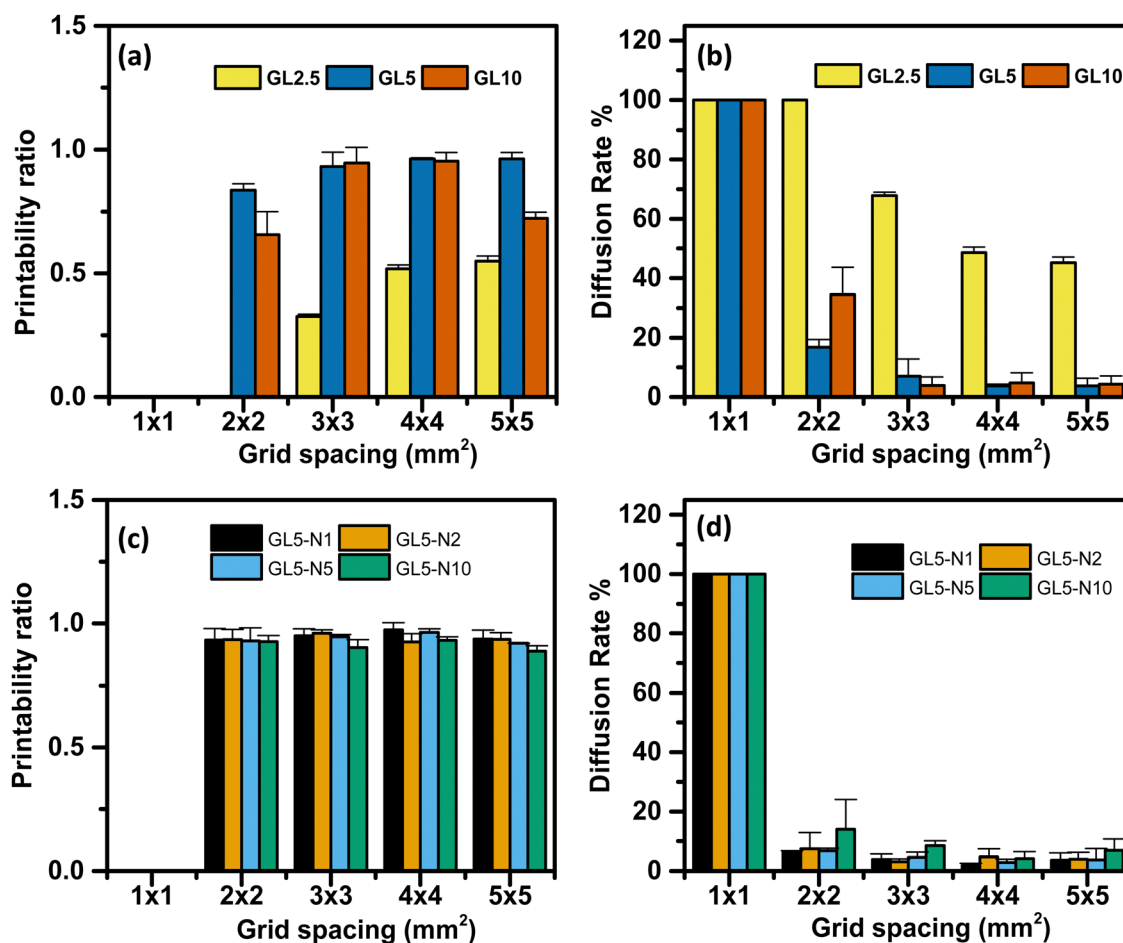 (a)
GL2.5 GL5 GL10
Printability ratio
1.5
1.0
0.5
0.0
1x1 2x2 3x3 4x4 5x5
Grid spacing (mm²)
(b)
GL2.5 GL5 GL10
Diffusion Rate %
120
100
80
60
40
20
0
1x1 2x2 3x3 4x4 5x5
Grid spacing (mm²)
(c)
GL5-N1 GL5-N2
GL5-N5 GL5-N10
Printability ratio
1.5
1.0
0.5
0.0
1x1 2x2 3x3 4x4 5x5
Grid spacing (mm²)
(d)
GL5-N1 GL5-N2
GL5-N5 GL5-N10
Diffusion Rate %
120
100
80
60
40
20
0
1x1 2x2 3x3 4x4 5x5
Grid spacing (mm²)